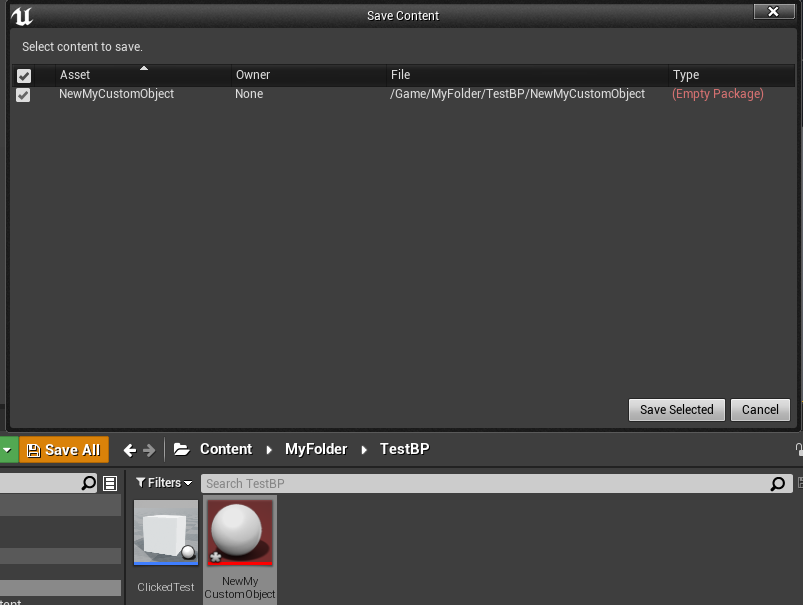 Save Content
Select content to save.
Asset Owner File Type
NewMyCustomObject None /Game/MyFolder/TestBP/NewMyCustomObject (Empty Package)
Save Selected Cancel
Save All Content MyFolder TestBP
Filters Search TestBP
ClickedTest
NewMy
CustomObject